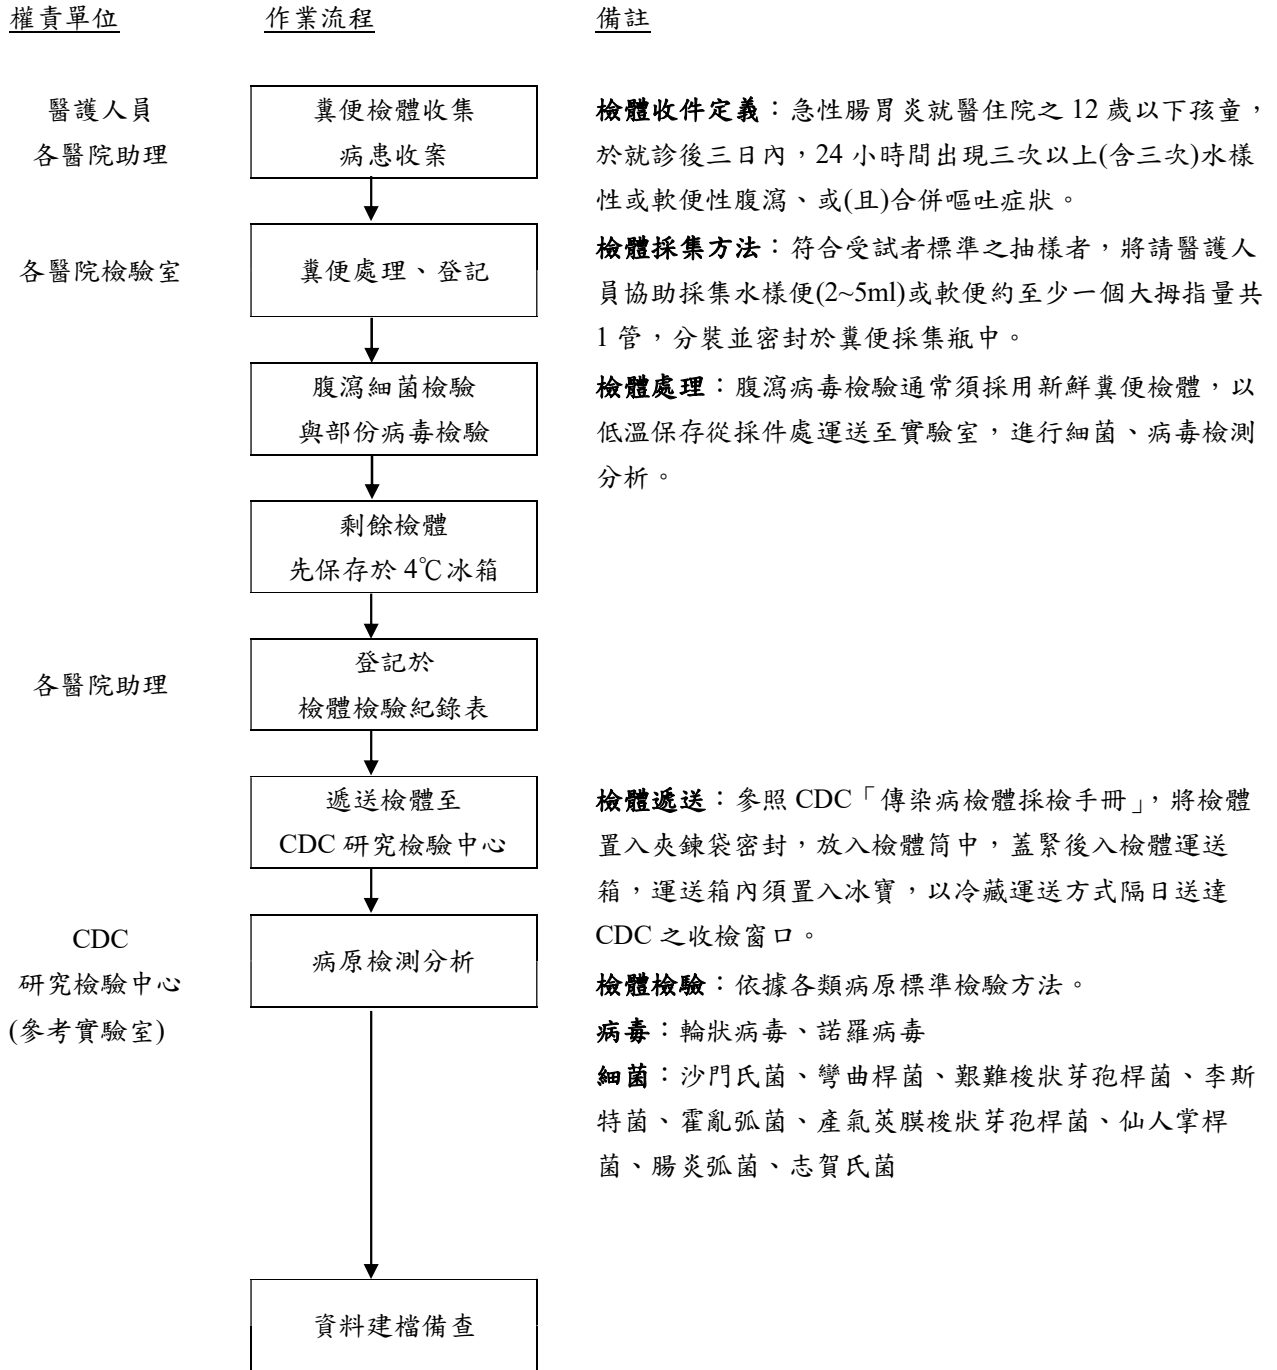 權責單位 作業流程 備註
醫護人員
各醫院助理
糞便檢體收集
病患收案
檢體收件定義：急性腸胃炎就醫住院之 12 歲以下孩童，
於就診後三日內，24 小時間出現三次以上(含三次)水樣
性或軟便性腹瀉、或(且)合併嘔吐症狀。
各醫院檢驗室
糞便處理、登記
檢體採集方法：符合受試者標準之抽樣者，將請醫護人
員協助採集水樣便(2~5ml)或軟便約至少一個大拇指量共
1 管，分裝並密封於糞便採集瓶中。
腹瀉細菌檢驗
與部份病毒檢驗
檢體處理：腹瀉病毒檢驗通常須採用新鮮糞便檢體，以
低溫保存從採件處運送至實驗室，進行細菌、病毒檢測
分析。
剩餘檢體
先保存於 4℃冰箱
各醫院助理
登記於
檢體檢驗紀錄表
遞送檢體至
CDC 研究檢驗中心
檢體遞送：參照 CDC「傳染病檢體採檢手冊」，將檢體
置入夾鍊袋密封，放入檢體筒中，蓋緊後入檢體運送
箱，運送箱內須置入冰寶，以冷藏運送方式隔日送達
CDC 之收檢窗口。
CDC
研究檢驗中心
(參考實驗室)
病原檢測分析
檢體檢驗：依據各類病原標準檢驗方法。
病毒：輪狀病毒、諾羅病毒
細菌：沙門氏菌、彎曲桿菌、艱難梭狀芽孢桿菌、李斯
特菌、霍亂弧菌、產氣莢膜梭狀芽孢桿菌、仙人掌桿
菌、腸炎弧菌、志賀氏菌
資料建檔備查